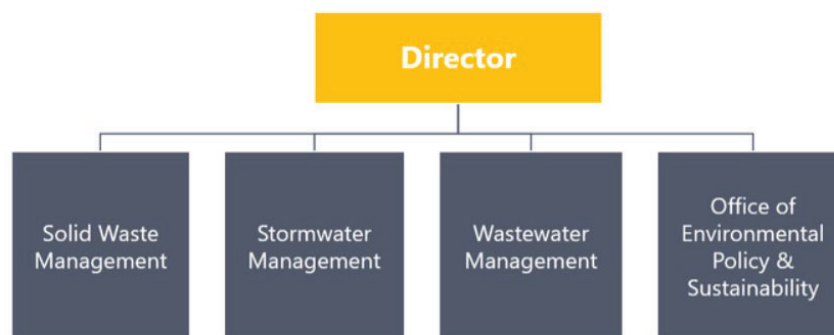 Director
Solid Waste
Management
Stormwater
Management
Wastewater
Management
Office of
Environmental
Policy &
Sustainability